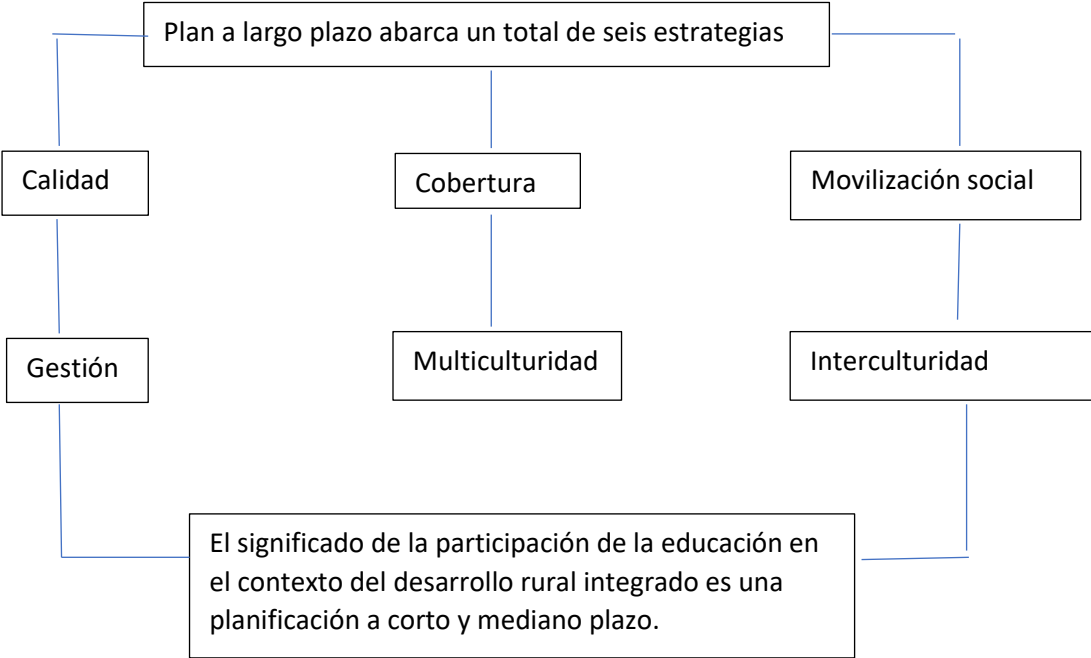 Plan a largo plazo abarca un total de seis estrategias
Calidad
Cobertura
Movilización social
Gestión
Multiculturidad
Interculturidad
El significado de la participación de la educación en
el contexto del desarrollo rural integrado es una
planificación a corto y mediano plazo.